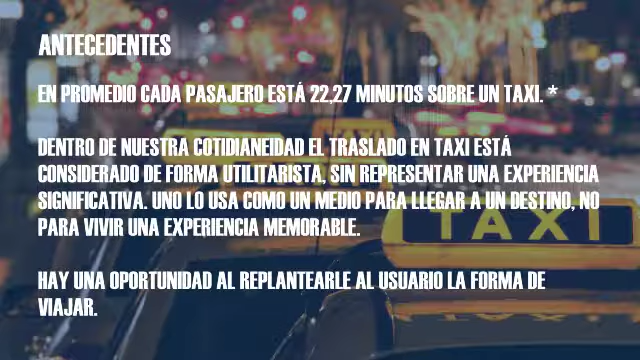 ANTECEDENTES
EN PROMEDIO CADA PASAJERO ESTÁ 22,27 MINUTOS SOBRE UN TAXI. *
DENTRO DE NUESTRA COTIDIANEIDAD EL TRASLADO EN TAXI ESTÁ
CONSIDERADO DE FORMA UTILITARISTA, SIN REPRESENTAR UNA EXPERIENCIA
SIGNIFICATIVA. UNO LO USA COMO UN MEDIO PARA LLEGAR A UN DESTINO, NO
PARA VIVIR UNA EXPERIENCIA MEMORABLE.
TAXI
HAY UNA OPORTUNIDAD AL REPLANTEARLE AL USUARIO LA FORMA DE
VIAJAR.